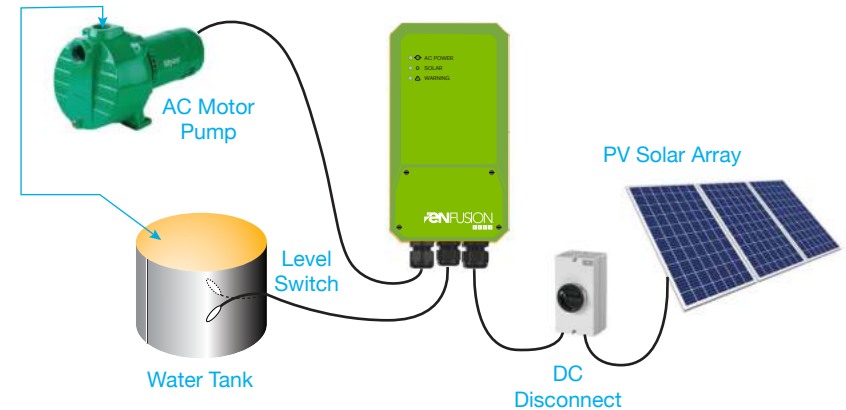 AC POWER
SOLAR
WARNING
AC Motor
Pump
PV Solar Array
ENFUSION
Level
Switch
Water Tank
DC
Disconnect